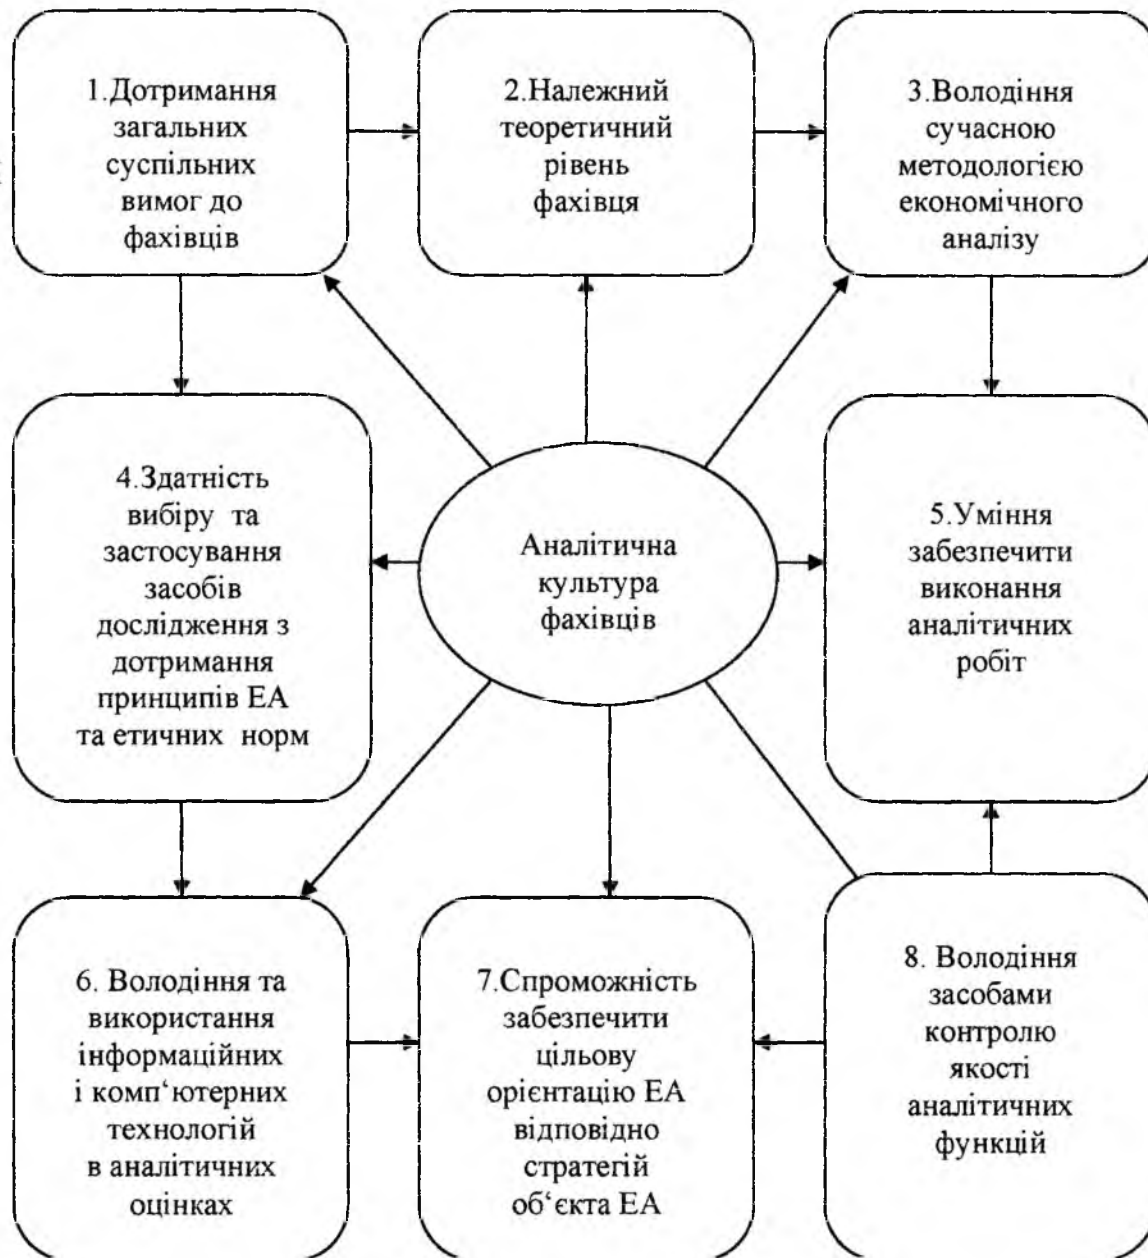 1.Дотримання
загальних
суспільних
вимог до
фахівців
2.Належний
теоретичний
рівень
фахівця
3.Володіння
сучасною
методологією
економічного
аналізу
4.Здатність
вибіру та
застосування
засобів
дослідження з
дотримання
принципів ЕА
та етичних норм
Аналітична
культура
фахівців
5.Уміння
забезпечити
виконання
аналітичних
робіт
6. Володіння та
використання
інформаційних
і комп‘ютерних
технологій
в аналітичних
оцінках
7.Спроможність
забезпечити
цільову
орієнтацію ЕА
відповідно
стратегій
об‘єкта ЕА
8. Володіння
засобами
контролю
якості
аналітичних
функцій